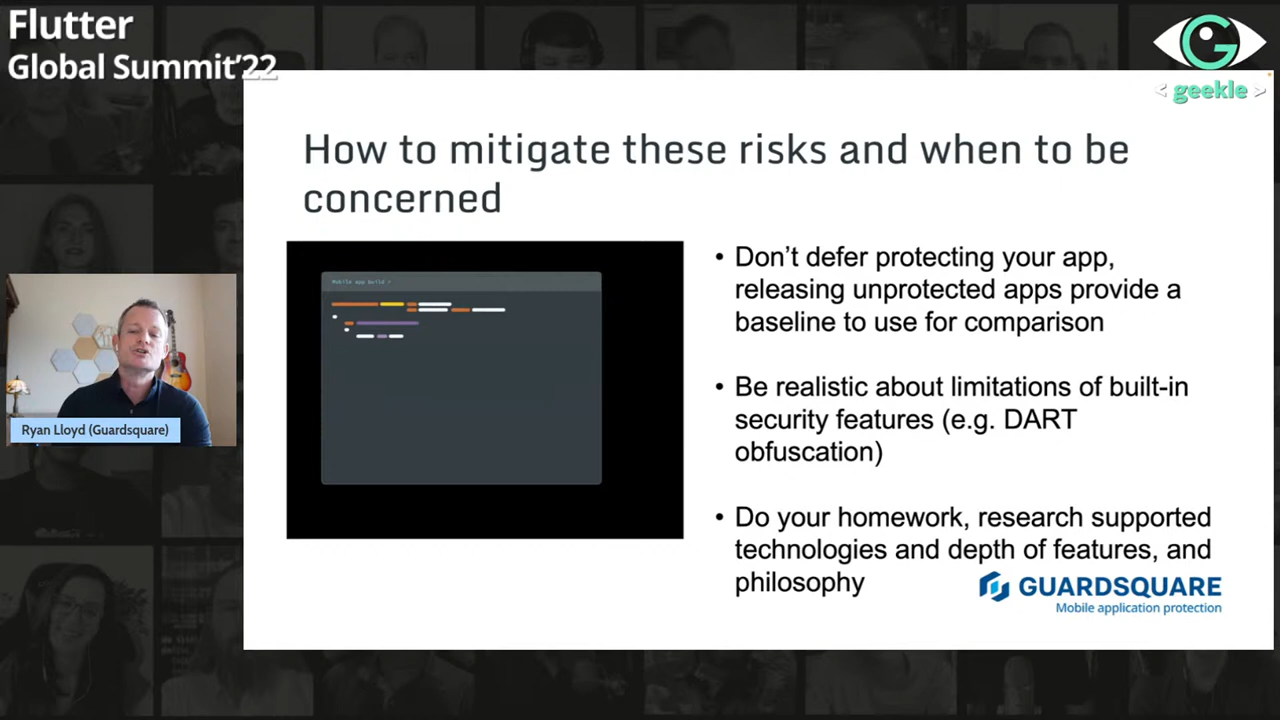 Flutter
Global Summit'22
< geekle >
How to mitigate these risks and when to be
concerned
Mobile app build >
• Don't defer protecting your app,
releasing unprotected apps provide a
baseline to use for comparison
• Be realistic about limitations of built-in
security features (e.g. DART
obfuscation)
• Do your homework, research supported
technologies and depth of features, and
philosophy
Ryan Lloyd (Guardsquare)
GUARDSQUARE
Mobile application protection